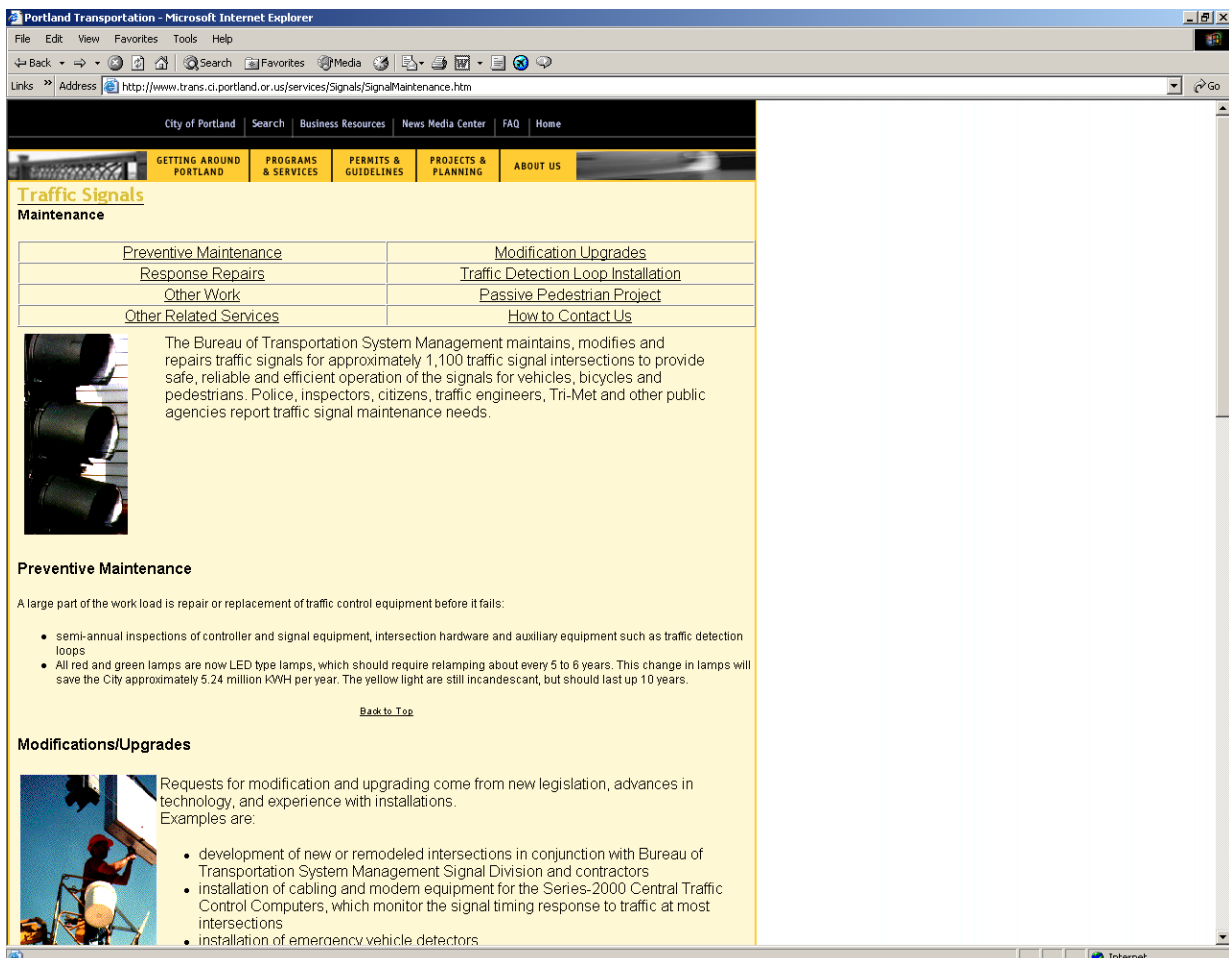 Portland Transportation - Microsoft Internet Explorer
File Edit View Favorites Tools Help
Back Search Favorites Media
Links » Address http://www.trans.ci.portland.or.us/services/Signals/SignalMaintenance.htm Go
City of Portland | Search | Business Resources | News Media Center | FAQ | Home
GETTING AROUND PORTLAND PROGRAMS & SERVICES PERMITS & GUIDELINES PROJECTS & PLANNING ABOUT US
Traffic Signals
Maintenance
Preventive Maintenance Modification Upgrades
Response Repairs Traffic Detection Loop Installation
Other Work Passive Pedestrian Project
Other Related Services How to Contact Us
The Bureau of Transportation System Management maintains, modifies and
repairs traffic signals for approximately 1,100 traffic signal intersections to provide
safe, reliable and efficient operation of the signals for vehicles, bicycles and
pedestrians. Police, inspectors, citizens, traffic engineers, Tri-Met and other public
agencies report traffic signal maintenance needs.
Preventive Maintenance
A large part of the work load is repair or replacement of traffic control equipment before it fails:
• semi-annual inspections of controller and signal equipment, intersection hardware and auxiliary equipment such as traffic detection
loops
• All red and green lamps are now LED type lamps, which should require relamping about every 5 to 6 years. This change in lamps will
save the City approximately 5.24 million KWH per year. The yellow light are still incandescant, but should last up 10 years.
Back to Top
Modifications/Upgrades
Requests for modification and upgrading come from new legislation, advances in
technology, and experience with installations.
Examples are:
• development of new or remodeled intersections in conjunction with Bureau of
Transportation System Management Signal Division and contractors
• installation of cabling and modem equipment for the Series-2000 Central Traffic
Control Computers, which monitor the signal timing response to traffic at most
intersections
• installation of emergency vehicle detectors
Internet